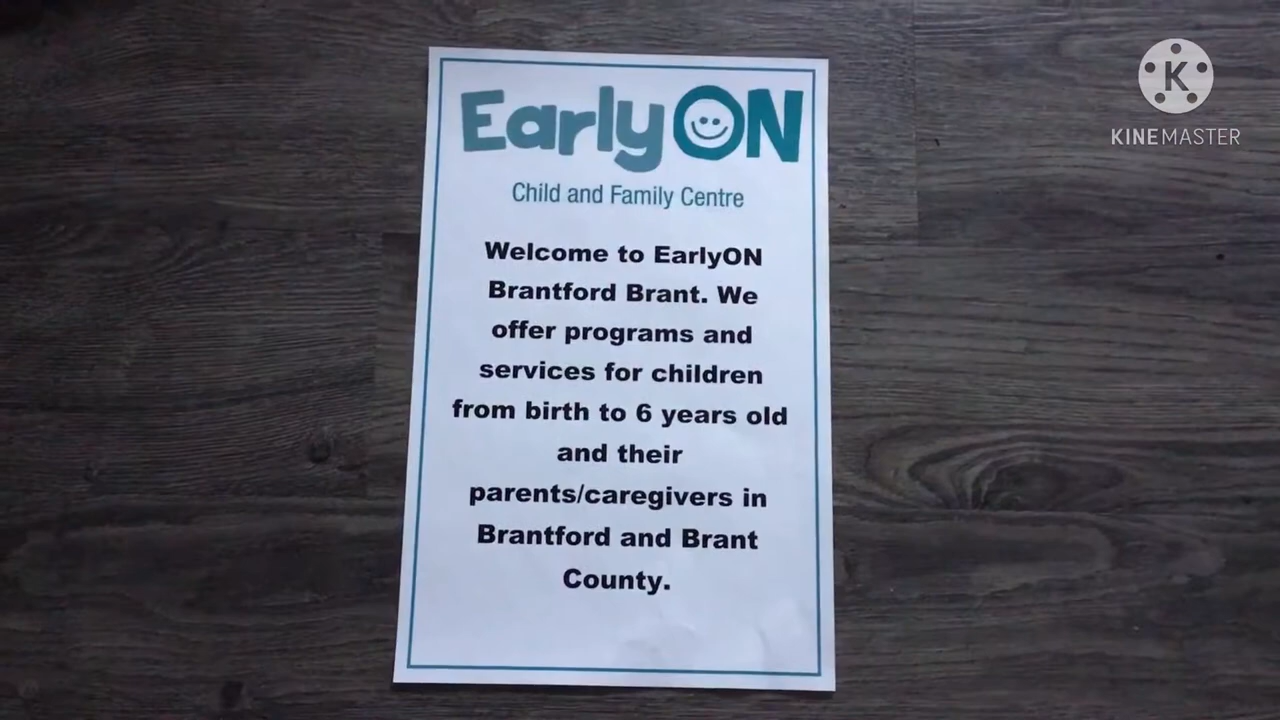 EarlyON
Child and Family Centre
Welcome to EarlyON
Brantford Brant. We
offer programs and
services for children
from birth to 6 years old
and their
parents/caregivers in
Brantford and Brant
County.
K
KINEMASTER